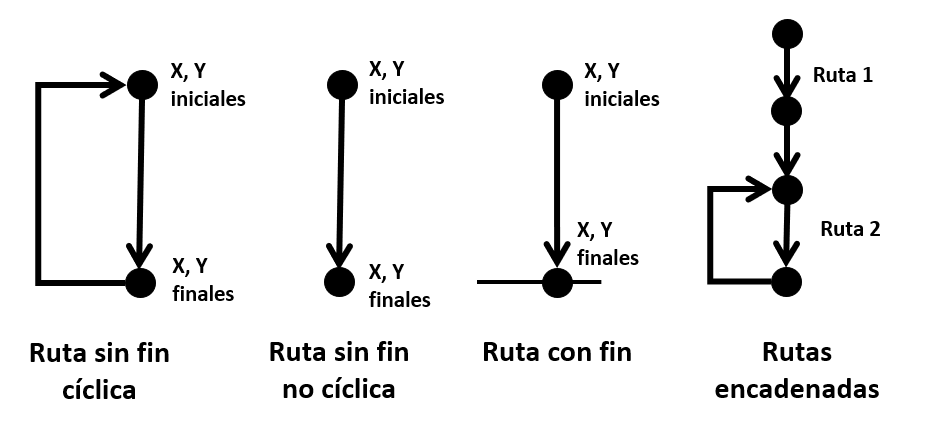 X, Y
iniciales
X, Y
finales
Ruta sin fin
cíclica
X, Y
iniciales
X, Y
finales
Ruta sin fin
no cíclica
X, Y
iniciales
X, Y
finales
Ruta con fin
Ruta 1
Ruta 2
Rutas
encadenadas